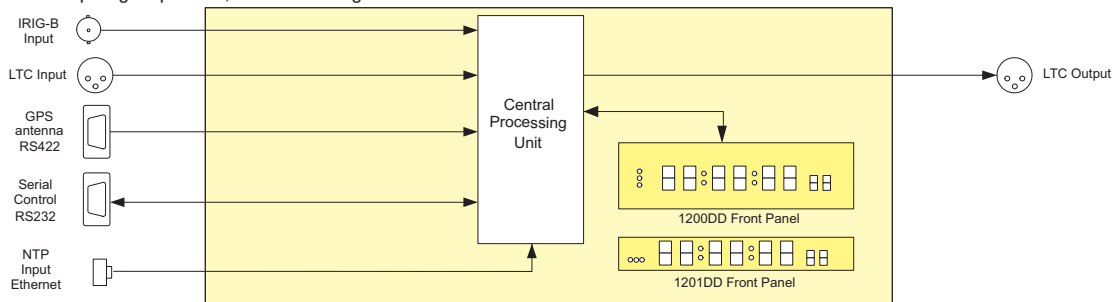 IRIG-B
Input
LTC Input
GPS
antenna
RS422
Serial
Control
RS232
NTP
Input
Ethernet
Central
Processing
Unit
LTC Output
1200DD Front Panel
1201DD Front Panel